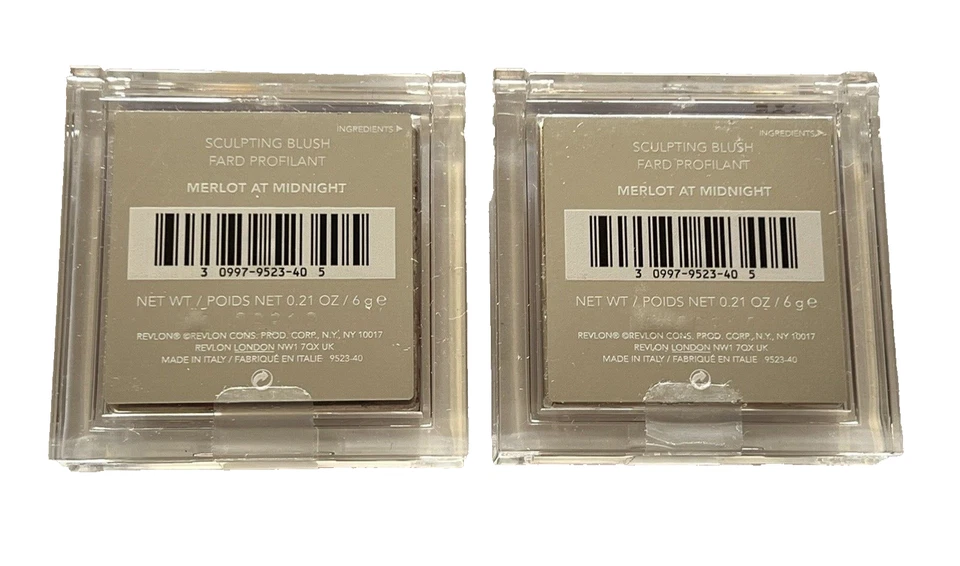 INGREDIENTS
SCULPTING BLUSH
FARD PROFILANT
MERLOT AT MIDNIGHT
3 0997-9523-40 5
NET WT / POIDS NET 0.21 OZ / 6 g e
REVLON® ©REVLON CONS. PROD. CORP., N.Y., NY 10017
REVLON LONDON NW1 7QX UK
MADE IN ITALY / FABRIQUÉ EN ITALIE 9523-40
INGREDIENTS
SCULPTING BLUSH
FARD PROFILANT
MERLOT AT MIDNIGHT
3 0997-9523-40 5
NET WT / POIDS NET 0.21 OZ / 6 g e
REVLON® ©REVLON CONS. PROD. CORP., N.Y., NY 10017
REVLON LONDON NW1 7QX UK
MADE IN ITALY / FABRIQUÉ EN ITALIE 9523-40